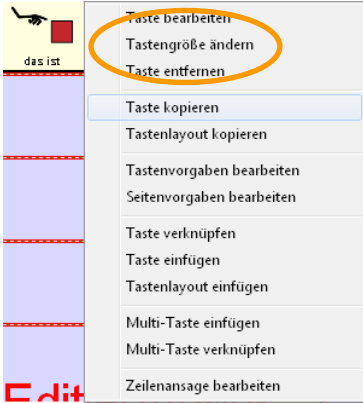 Taste bearbeiten
Tastengröße ändern
das ist
Taste entfernen
Taste kopieren
Tastenlayout kopieren
Tastenvorgaben bearbeiten
Seitenvorgaben bearbeiten
Taste verknüpfen
Taste einfügen
Tastenlayout einfügen
Multi-Taste einfügen
Multi-Taste verknüpfen
Zeilenansage bearbeiten
Edit